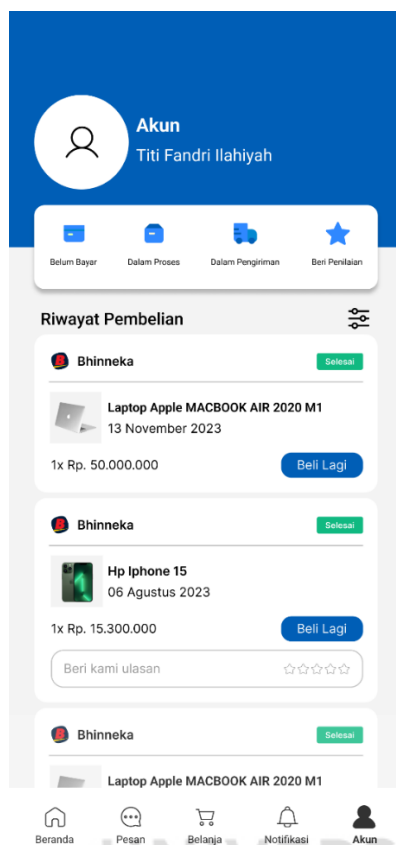 Akun
Titi Fandri Ilahiyah
Belum Bayar
Dalam Proses
Dalam Pengiriman
Beri Penilaian
Riwayat Pembelian
Bhinneka
Selesai
Laptop Apple MACBOOK AIR 2020 M1
13 November 2023
1x Rp. 50.000.000
Beli Lagi
Bhinneka
Selesai
Hp Iphone 15
06 Agustus 2023
1x Rp. 15.300.000
Beli Lagi
Beri kami ulasan
Bhinneka
Selesai
Laptop Apple MACBOOK AIR 2020 M1
Beranda
Pesan
Belanja
Notifikasi
Akun